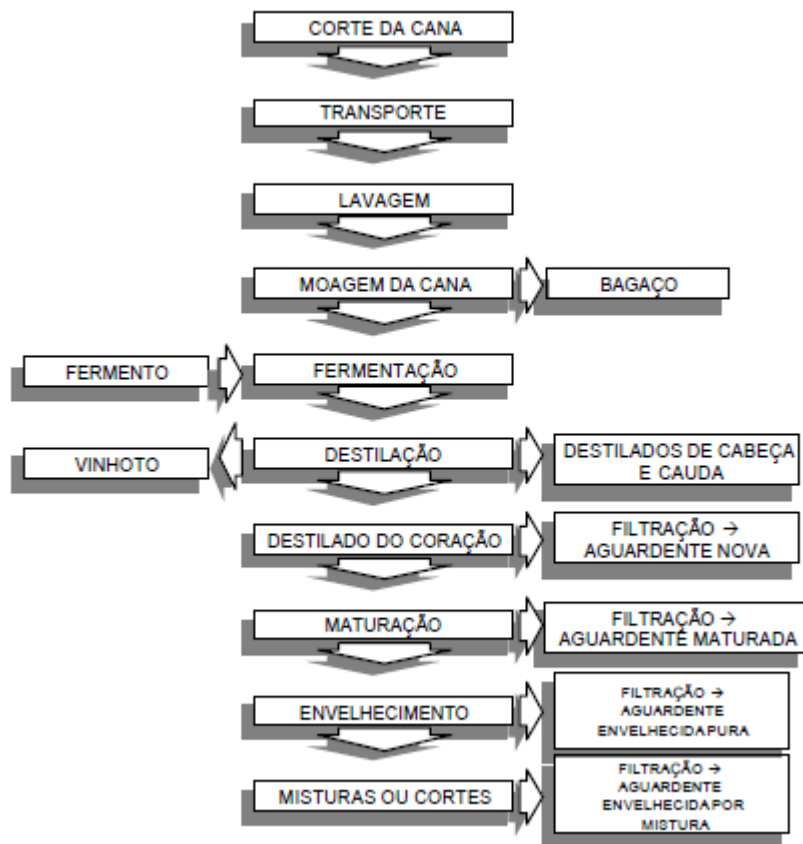 CORTE DA CANA
TRANSPORTE
LAVAGEM
MOAGEM DA CANA
BAGAÇO
FERMENTO
FERMENTAÇÃO
VINHOTO
DESTILAÇÃO
DESTILADOS DE CABEÇA
E CAUDA
DESTILADO DO CORAÇÃO
FILTRAÇÃO →
AGUARDENTE NOVA
MATURAÇÃO
FILTRAÇÃO →
AGUARDENTE MATURADA
ENVELHECIMENTO
FILTRAÇÃO →
AGUARDENTE
ENVELHECIDA PURA
MISTURAS OU CORTES
FILTRAÇÃO →
AGUARDENTE
ENVELHECIDA POR
MISTURA